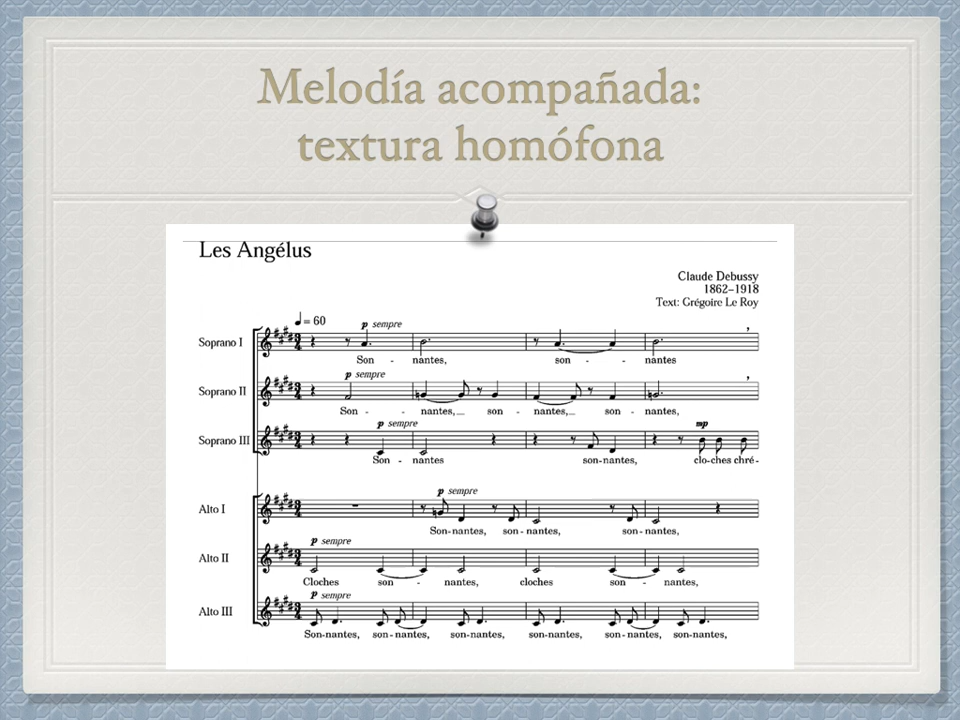 Melodía acompañada:
textura homófona
Les Angélus
Claude Debussy
1862–1918
Text: Grégoire Le Roy
= 60
p sempre
Soprano I
Son - nantes, son - nantes
p sempre
Soprano II
Son - nantes,_ son - nantes,_ son - nantes,
p sempre mp
Soprano III
Son - nantes son-nantes, clo-ches chré-
p sempre
Alto I
Son-nantes, son-nantes, son-nantes,
p sempre
Alto II
Cloches son - nantes, cloches son - nantes,
p sempre
Alto III
Son-nantes, son-nantes, son-nantes, son-nantes, son-nantes, son-nantes,